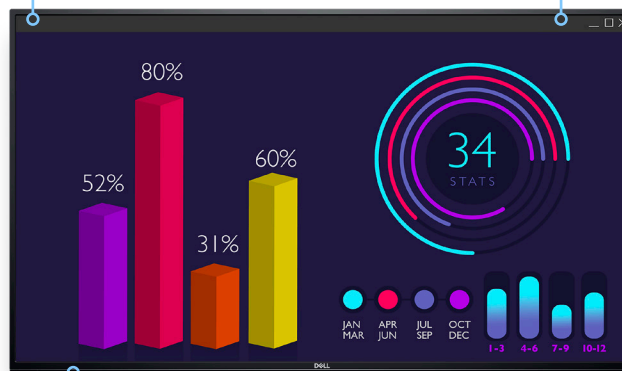 80%
52%
31%
60%
34
STATS
JAN
MAR
APR
JUN
JUL
SEP
OCT
DEC
1-3
4-6
7-9
10-12
DELL